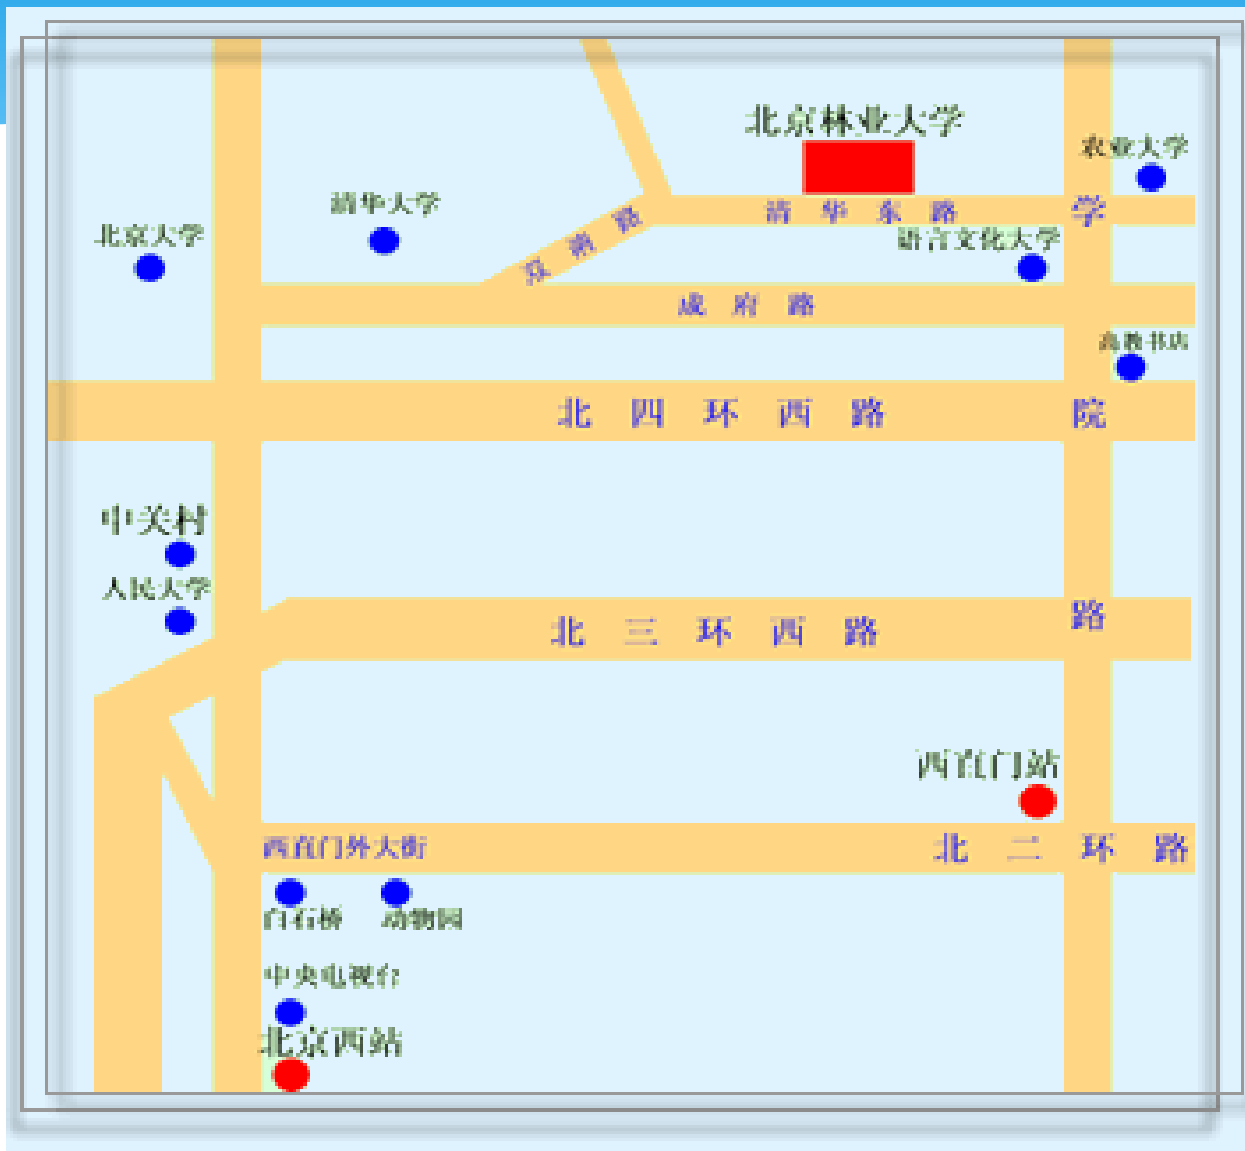 北京林业大学
农业大学
清华大学
清华东路
北京大学
双清路
语言文化大学
成府路
高教书店
北四环西路
学院路
中关村
人民大学
北三环西路
西直门站
西直门外大街
北二环路
白石桥
动物园
中央电视台
北京西站